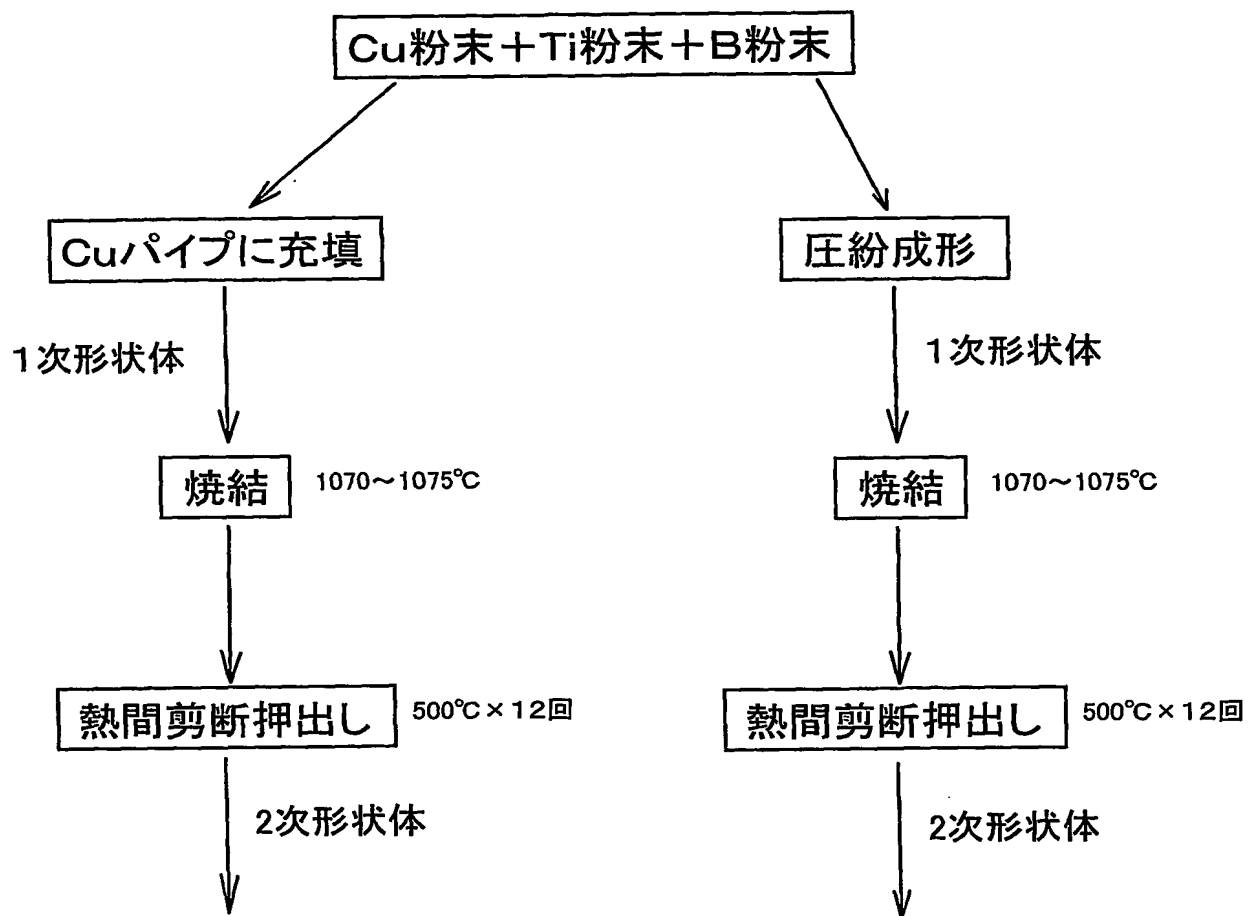 Cu粉末+Ti粉末+B粉末
Cuパイプに充填
圧紛成形
1次形状体
1次形状体
焼結 1070～1075℃
焼結 1070～1075℃
熱間剪断押出し 500℃×12回
熱間剪断押出し 500℃×12回
2次形状体
2次形状体